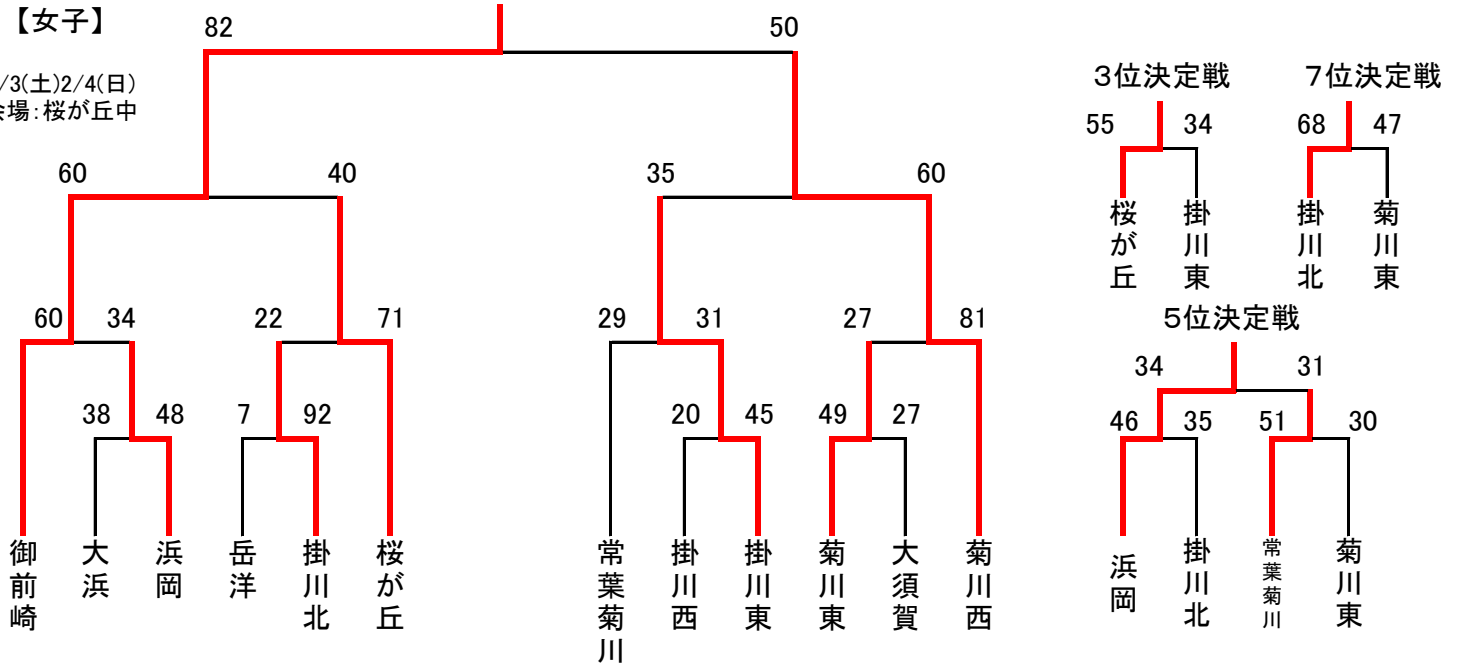 【女子】
82 50
/3(土)2/4(日)
会場:桜が丘中
60 40 35 60
60 34 22 71 29 31 27 81
38 48 7 92 20 45 49 27
御前崎 大浜 浜岡 岳洋 掛川北 桜が丘 常葉菊川 掛川西 掛川東 菊川東 大須賀 菊川西
3位決定戦 7位決定戦
55 34 68 47
桜が丘 掛川東 掛川北 菊川東
5位決定戦
34 31
46 35 51 30
浜岡 掛川北 常葉菊川 菊川東